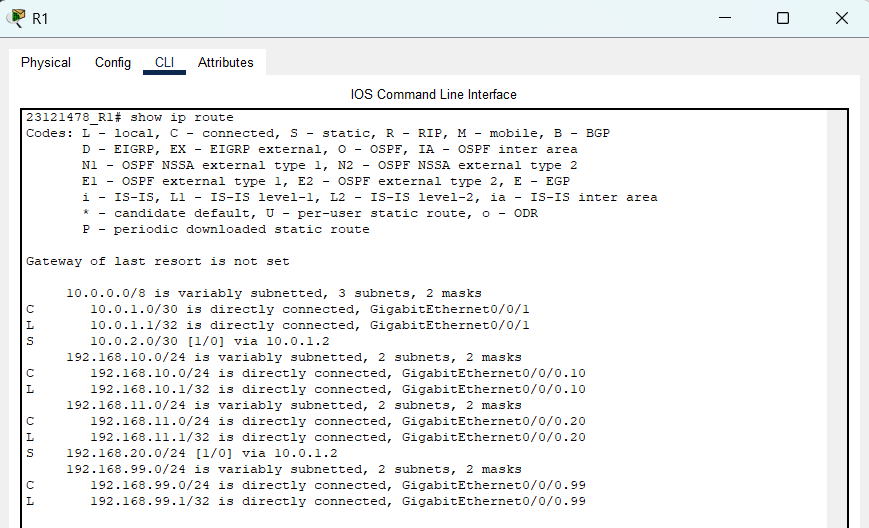 R1
Physical Config CLI Attributes
IOS Command Line Interface
23121478_R1# show ip route
Codes: L - local, C - connected, S - static, R - RIP, M - mobile, B - BGP
D - EIGRP, EX - EIGRP external, O - OSPF, IA - OSPF inter area
N1 - OSPF NSSA external type 1, N2 - OSPF NSSA external type 2
E1 - OSPF external type 1, E2 - OSPF external type 2, E - EGP
i - IS-IS, L1 - IS-IS level-1, L2 - IS-IS level-2, ia - IS-IS inter area
* - candidate default, U - per-user static route, o - ODR
P - periodic downloaded static route
Gateway of last resort is not set
10.0.0.0/8 is variably subnetted, 3 subnets, 2 masks
C 10.0.1.0/30 is directly connected, GigabitEthernet0/0/1
L 10.0.1.1/32 is directly connected, GigabitEthernet0/0/1
S 10.0.2.0/30 [1/0] via 10.0.1.2
192.168.10.0/24 is variably subnetted, 2 subnets, 2 masks
C 192.168.10.0/24 is directly connected, GigabitEthernet0/0/0.10
L 192.168.10.1/32 is directly connected, GigabitEthernet0/0/0.10
192.168.11.0/24 is variably subnetted, 2 subnets, 2 masks
C 192.168.11.0/24 is directly connected, GigabitEthernet0/0/0.20
L 192.168.11.1/32 is directly connected, GigabitEthernet0/0/0.20
S 192.168.20.0/24 [1/0] via 10.0.1.2
192.168.99.0/24 is variably subnetted, 2 subnets, 2 masks
C 192.168.99.0/24 is directly connected, GigabitEthernet0/0/0.99
L 192.168.99.1/32 is directly connected, GigabitEthernet0/0/0.99